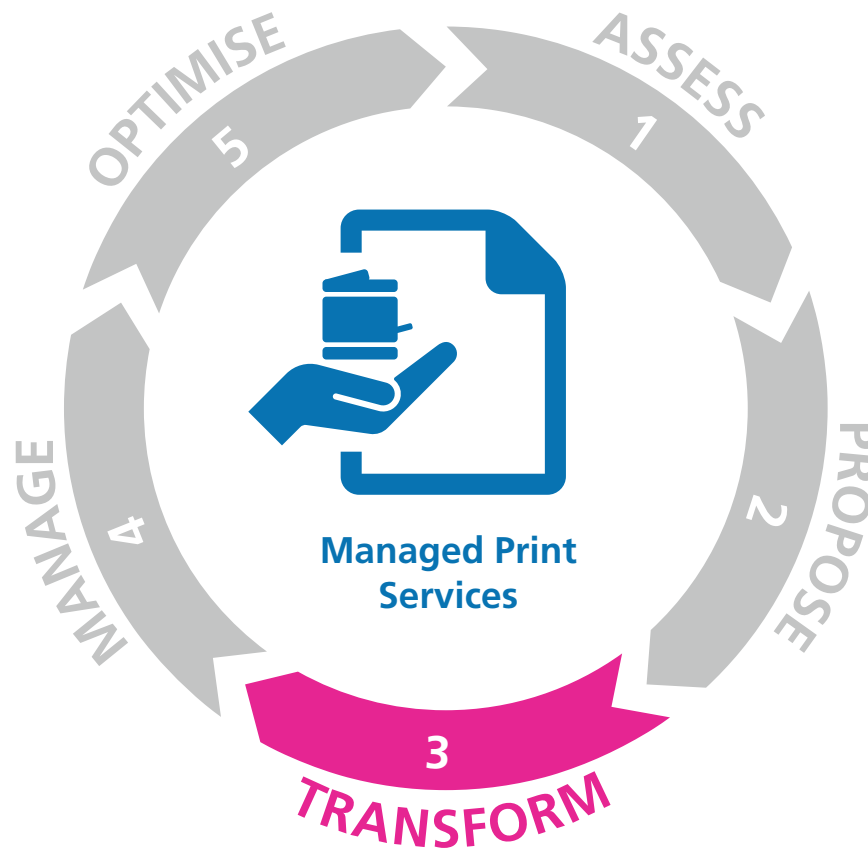 ASSESS
1
PROPOSE
2
TRANSFORM
3
MANAGE
4
OPTIMISE
5
Managed Print
Services